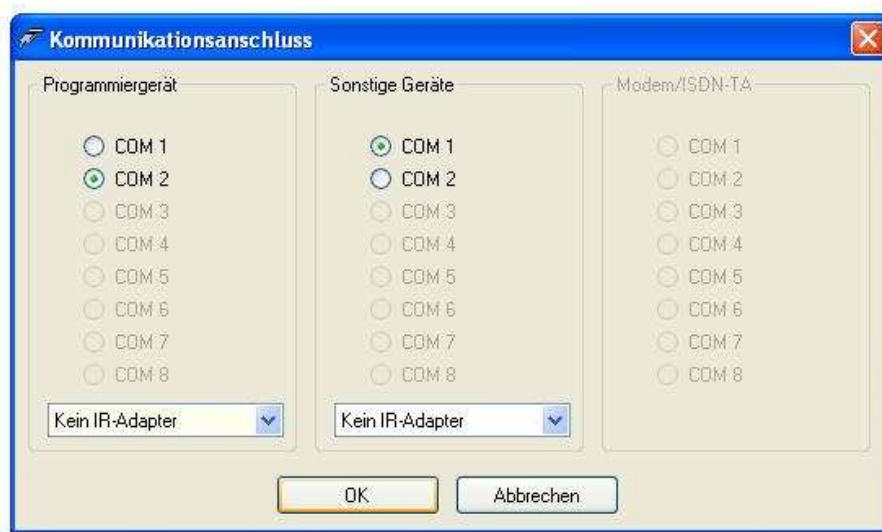 Kommunikationsanschluss
Programmiergerät
COM 1
COM 2
COM 3
COM 4
COM 5
COM 6
COM 7
COM 8
Kein IR-Adapter
Sonstige Geräte
COM 1
COM 2
COM 3
COM 4
COM 5
COM 6
COM 7
COM 8
Kein IR-Adapter
Modem/ISDN-TA
COM 1
COM 2
COM 3
COM 4
COM 5
COM 6
COM 7
COM 8
OK
Abbrechen